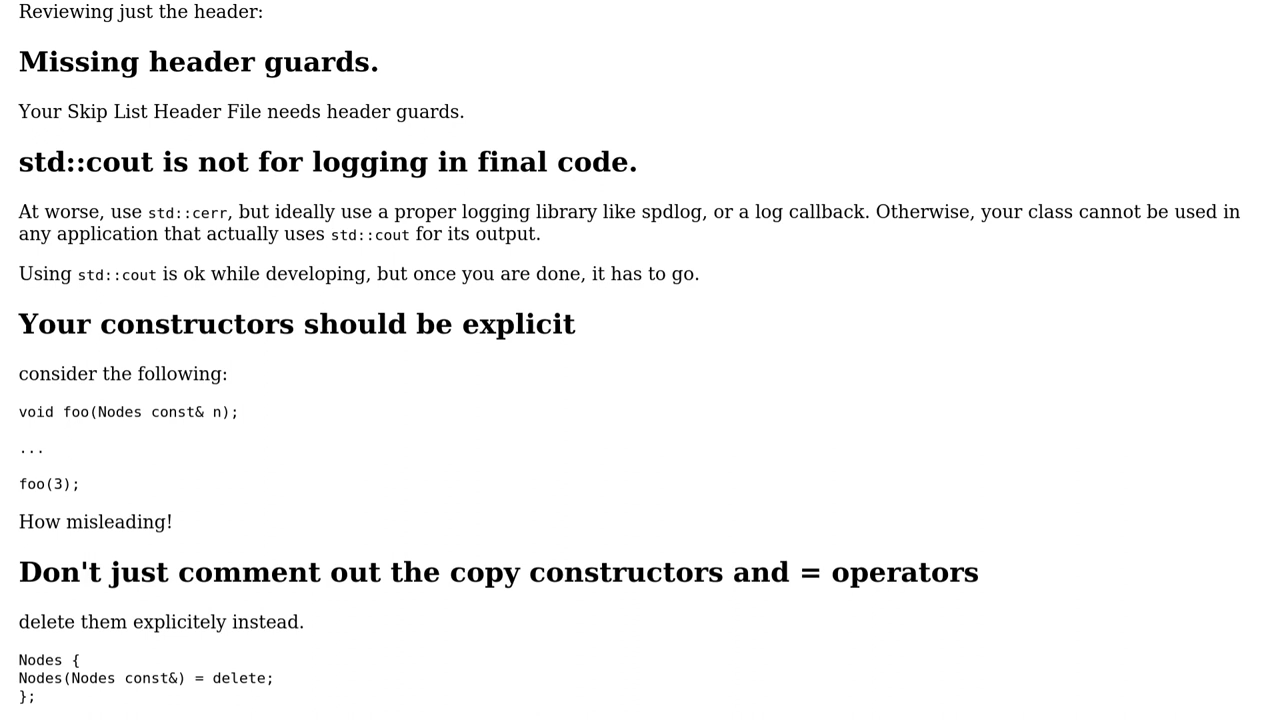 Reviewing just the header:
Missing header guards.
Your Skip List Header File needs header guards.
std::cout is not for logging in final code.
At worse, use std::cerr, but ideally use a proper logging library like spdlog, or a log callback. Otherwise, your class cannot be used in
any application that actually uses std::cout for its output.
Using std::cout is ok while developing, but once you are done, it has to go.
Your constructors should be explicit
consider the following:
void foo(Nodes const& n);
...
foo(3);
How misleading!
Don't just comment out the copy constructors and = operators
delete them explicitely instead.
Nodes {
Nodes(Nodes const&) = delete;
};